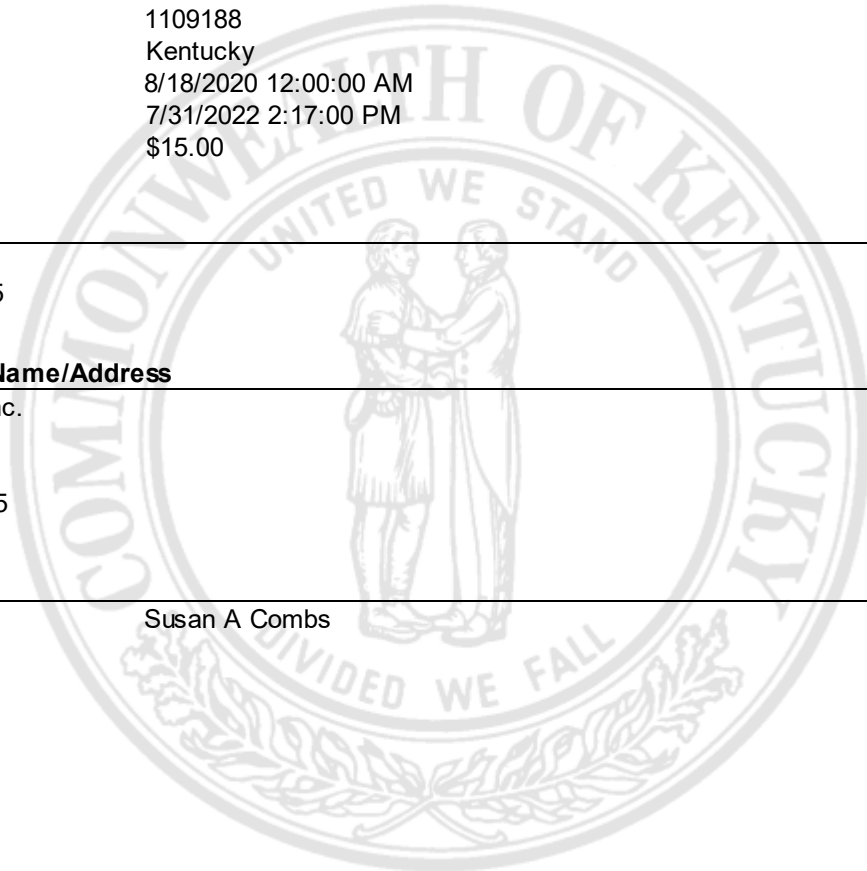 1109188
Kentucky
8/18/2020 12:00:00 AM
7/31/2022 2:17:00 PM
$15.00
COMMONWEALTH OF KENTUCKY
UNITED WE STAND
5
Name/Address
nc.
5
Susan A Combs
DIVIDED WE FALL